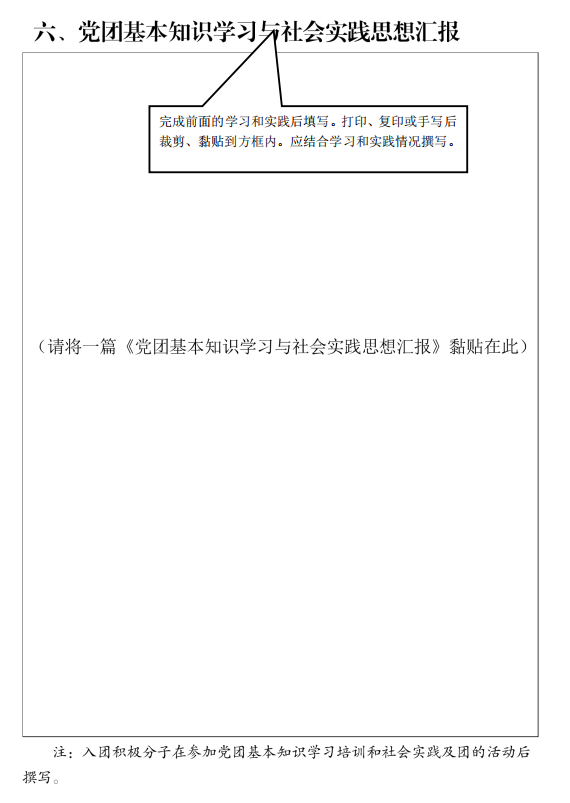 六、党团基本知识学习与社会实践思想汇报
完成前面的学习和实践后填写。打印、复印或手写后
裁剪、黏贴到方框内。应结合学习和实践情况撰写。
（请将一篇《党团基本知识学习与社会实践思想汇报》黏贴在此）
注：入团积极分子在参加党团基本知识学习培训和社会实践及团的活动后
撰写。